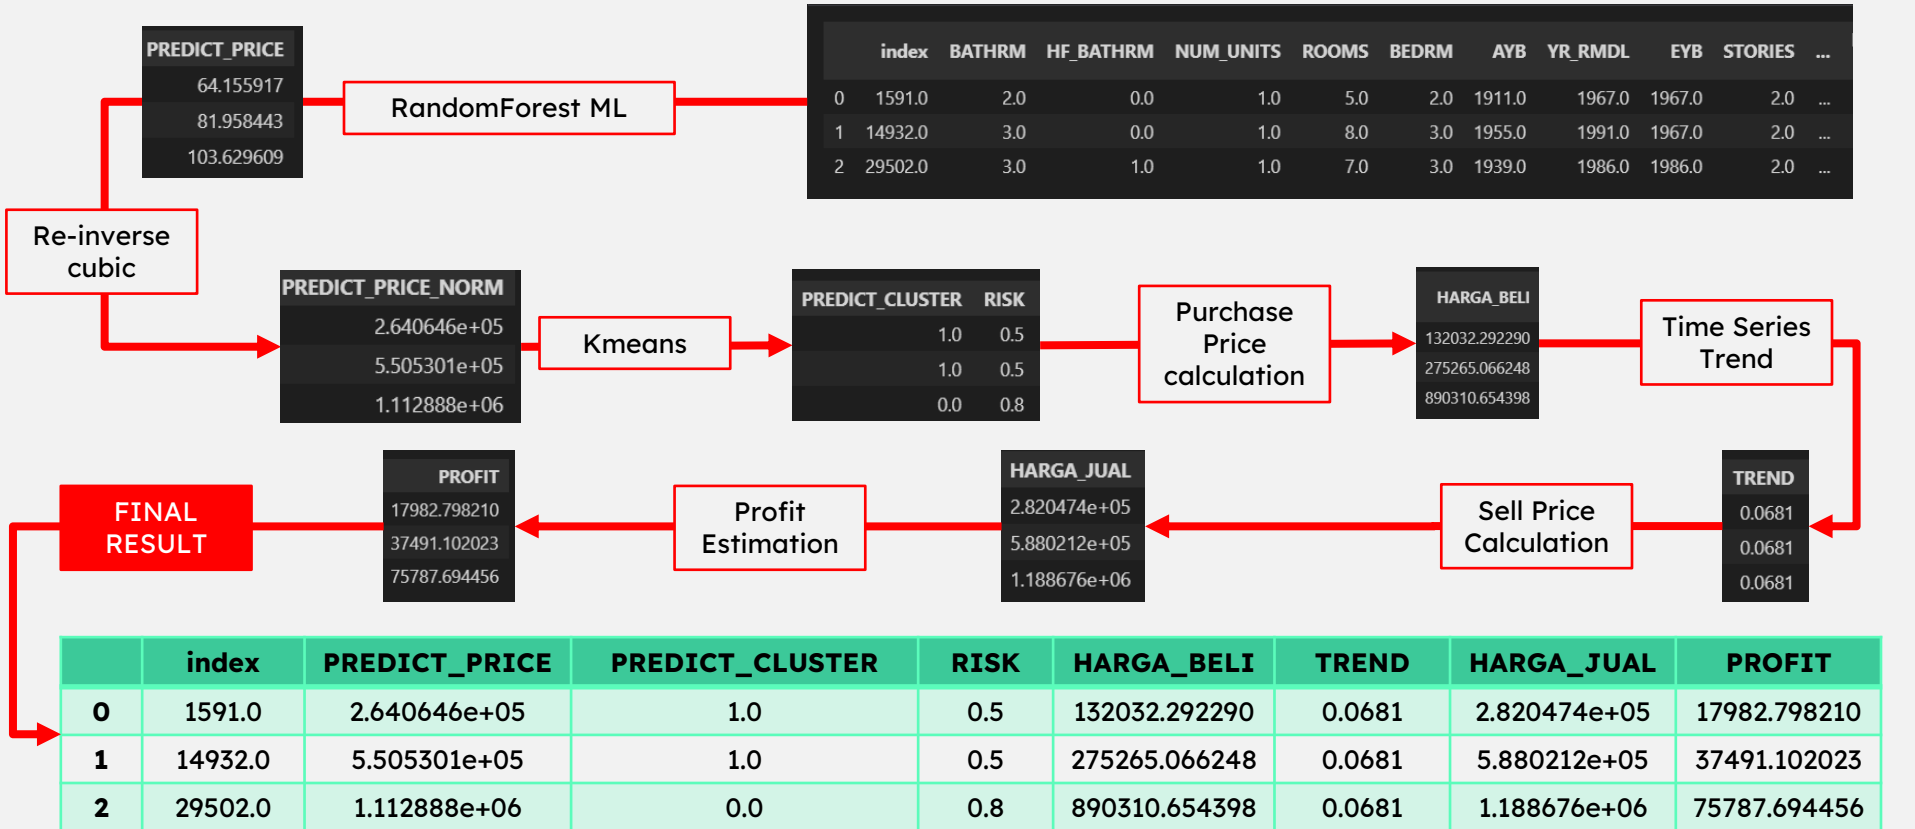 PREDICT_PRICE
64.155917
81.958443
103.629609
RandomForest ML
index BATHRM HF_BATHRM NUM_UNITS ROOMS BEDRM AYB YR_RMDL EYB STORIES ...
0 1591.0 2.0 0.0 1.0 5.0 2.0 1911.0 1967.0 1967.0 2.0 ...
1 14932.0 3.0 0.0 1.0 8.0 3.0 1955.0 1991.0 1967.0 2.0 ...
2 29502.0 3.0 1.0 1.0 7.0 3.0 1939.0 1986.0 1986.0 2.0 ...
Re-inverse
cubic
PREDICT_PRICE_NORM
2.640646e+05
5.505301e+05
1.112888e+06
Kmeans
PREDICT_CLUSTER RISK
1.0 0.5
1.0 0.5
0.0 0.8
Purchase
Price
calculation
HARGA_BELI
132032.292290
275265.066248
890310.654398
Time Series
Trend
TREND
0.0681
0.0681
0.0681
Sell Price
Calculation
HARGA_JUAL
2.820474e+05
5.880212e+05
1.188676e+06
Profit
Estimation
PROFIT
17982.798210
37491.102023
75787.694456
FINAL
RESULT
index PREDICT_PRICE PREDICT_CLUSTER RISK HARGA_BELI TREND HARGA_JUAL PROFIT
0 1591.0 2.640646e+05 1.0 0.5 132032.292290 0.0681 2.820474e+05 17982.798210
1 14932.0 5.505301e+05 1.0 0.5 275265.066248 0.0681 5.880212e+05 37491.102023
2 29502.0 1.112888e+06 0.0 0.8 890310.654398 0.0681 1.188676e+06 75787.694456